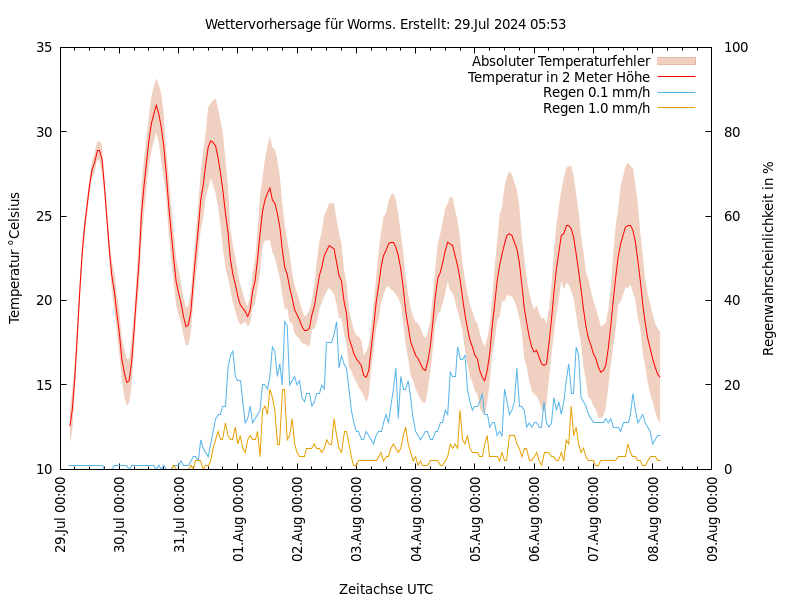 Wettervorhersage für Worms. Erstellt: 29.Jul 2024 05:53
35
30
25
20
15
10
100
80
60
40
20
0
Absoluter Temperaturfehler
Temperatur in 2 Meter Höhe
Regen 0.1 mm/h
Regen 1.0 mm/h
Temperatur °Celsius
Regenwahrscheinlichkeit in %
29.Jul 00:00
30.Jul 00:00
31.Jul 00:00
01.Aug 00:00
02.Aug 00:00
03.Aug 00:00
04.Aug 00:00
05.Aug 00:00
06.Aug 00:00
07.Aug 00:00
08.Aug 00:00
09.Aug 00:00
Zeitachse UTC